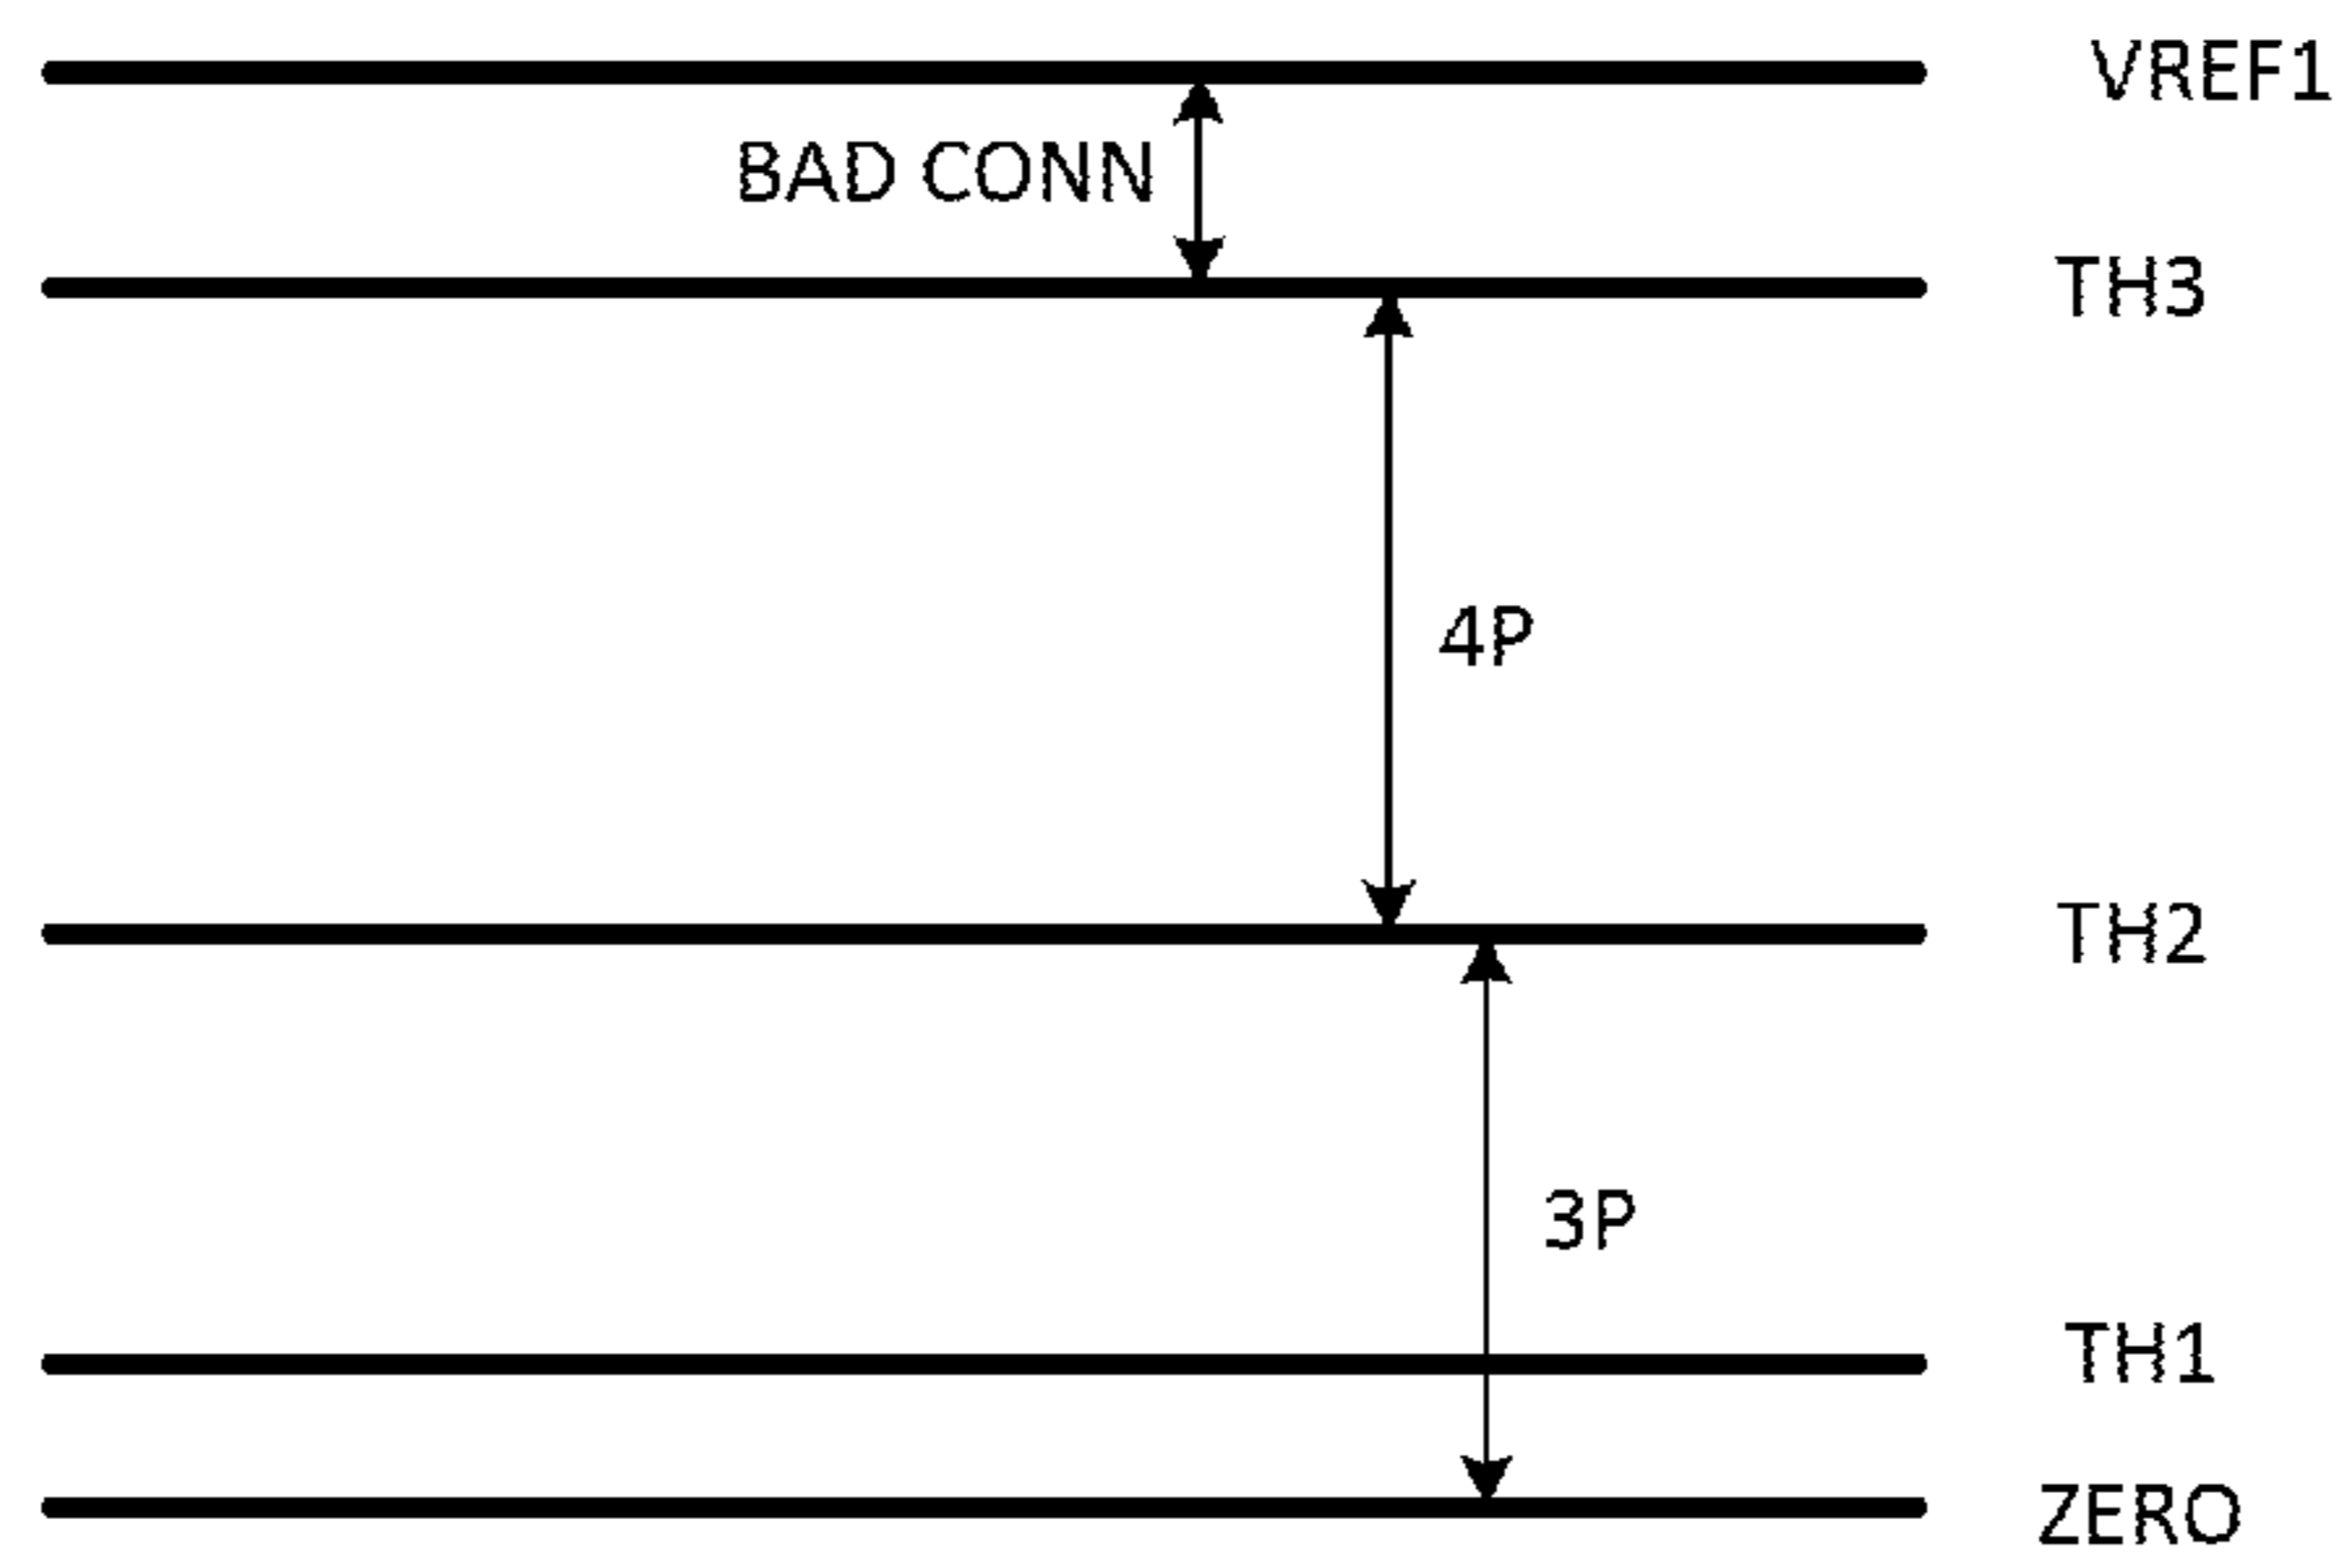 VREF1
BAD CONN
TH3
4P
TH2
3P
TH1
ZERO